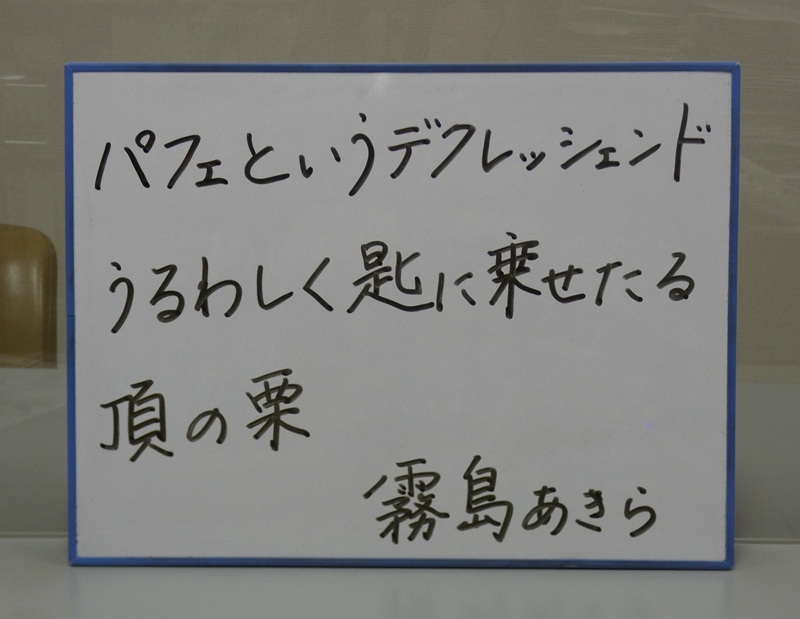 パフェというデクレッシェンド
うるわしく匙に乗せたる
頂の栗
霧島あきら